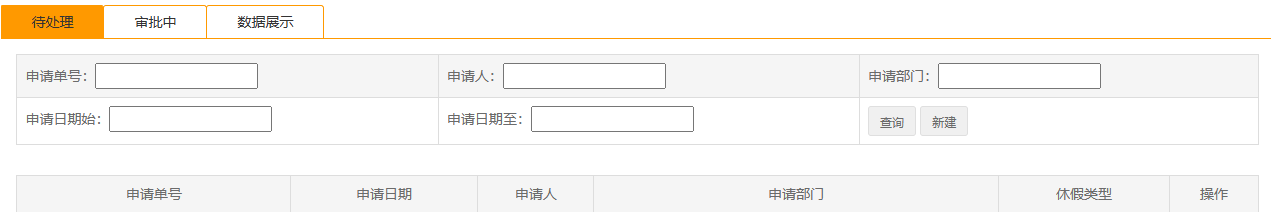 待处理 审批中 数据展示
申请单号: 申请人: 申请部门:
申请日期始: 申请日期至: 查询 新建
申请单号 申请日期 申请人 申请部门 休假类型 操作